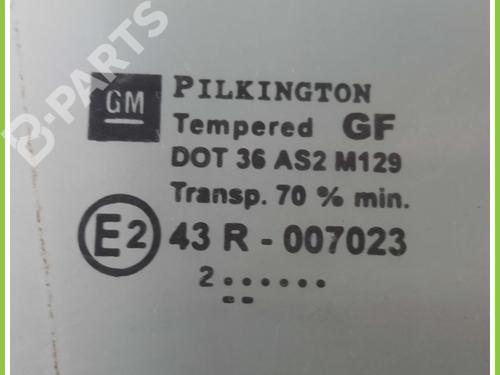 B-PARTS
GM
PILKINGTON
Tempered GF
DOT 36 AS2 M129
Transp. 70 % min.
E2 43 R - 007023
2......
..